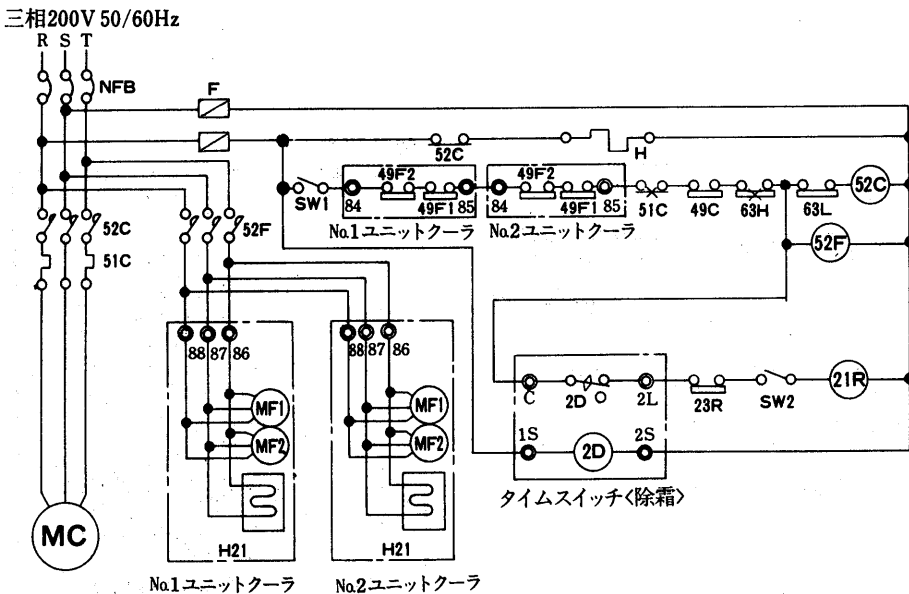 三相200V 50/60Hz
R S T
NFB
F
52C
H
SW1
84
49F2
49F1
85
84
49F2
49F1
85
51C
49C
63H
63L
52C
No.1ユニットクーラ
No.2ユニットクーラ
52F
52C
51C
52F
88 87 86
88 87 86
MF1
MF2
H21
MF1
MF2
H21
C
2D
2L
23R
SW2
21R
1S
2D
2S
タイムスイッチ<除霜>
MC
No.1ユニットクーラ
No.2ユニットクーラ